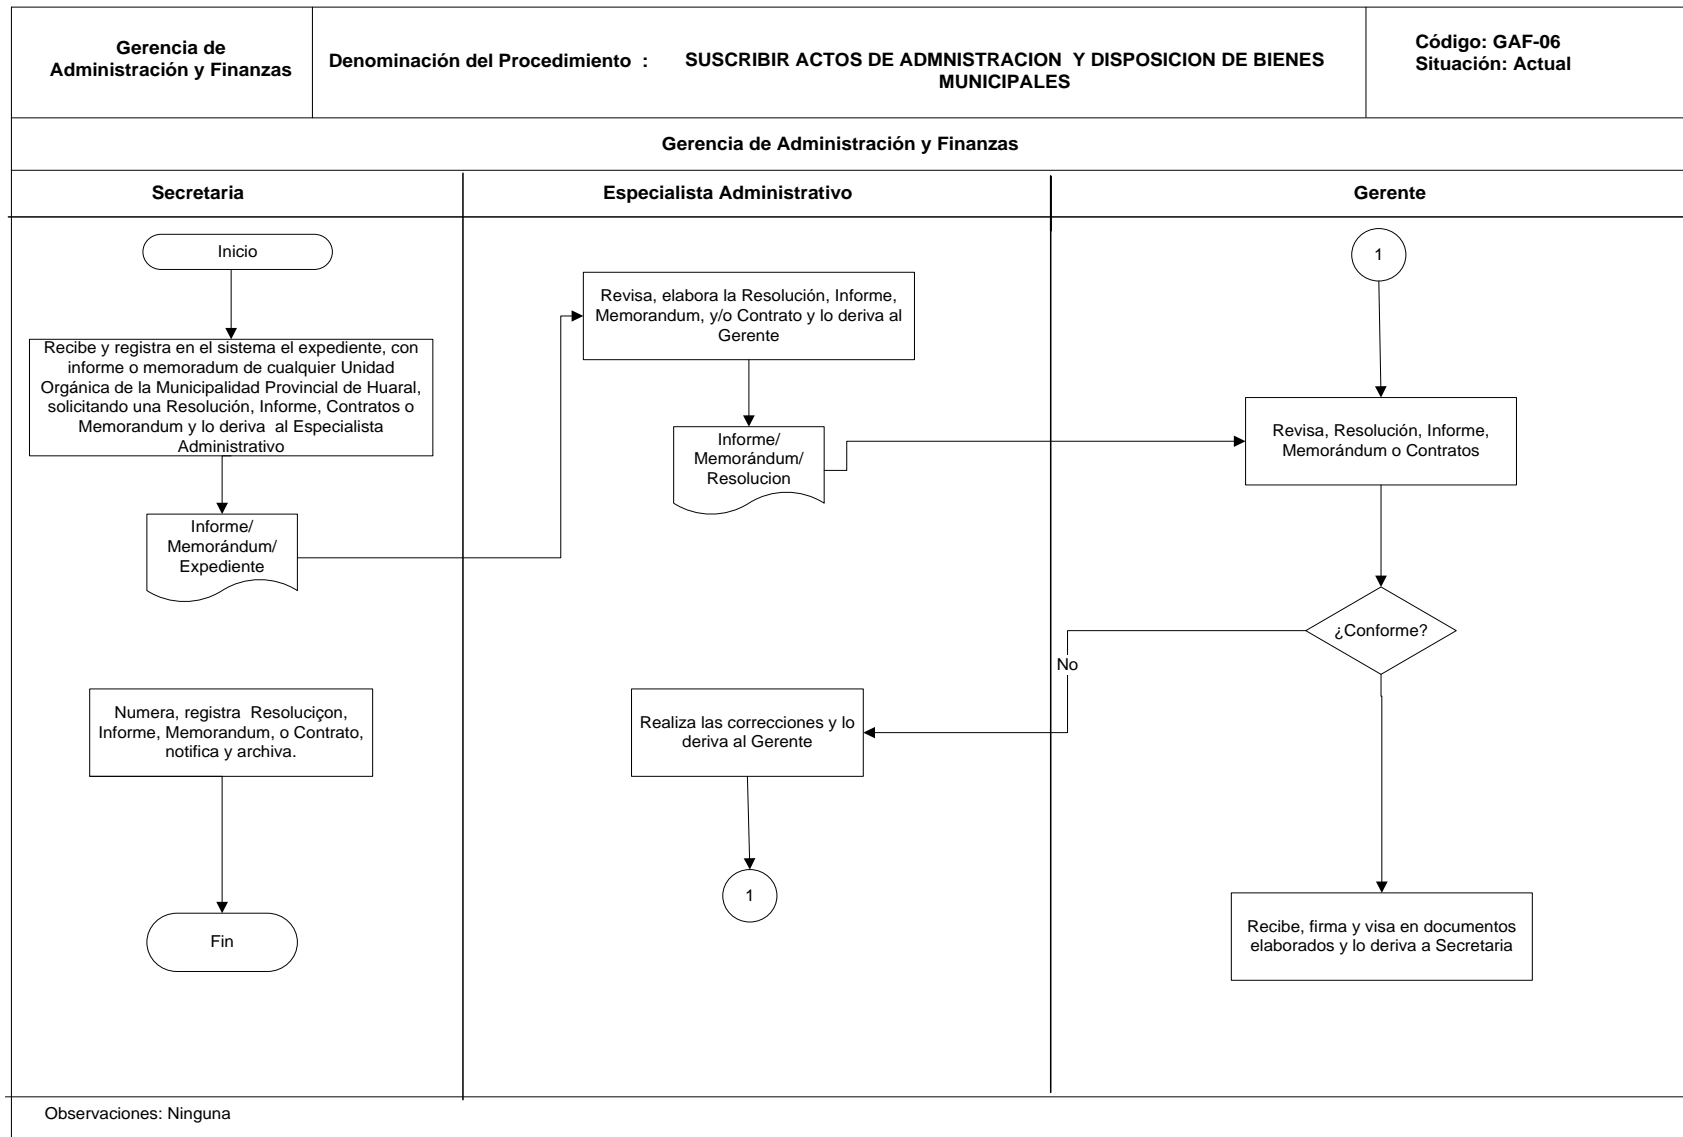 Gerencia de
Administración y Finanzas
Denominación del Procedimiento :
SUSCRIBIR ACTOS DE ADMNISTRACION Y DISPOSICION DE BIENES
MUNICIPALES
Código: GAF-06
Situación: Actual
Gerencia de Administración y Finanzas
Secretaria
Especialista Administrativo
Gerente
Inicio
Recibe y registra en el sistema el expediente, con
informe o memoradum de cualquier Unidad
Orgánica de la Municipalidad Provincial de Huaral,
solicitando una Resolución, Informe, Contratos o
Memorandum y lo deriva al Especialista
Administrativo
Informe/
Memorándum/
Expediente
Numera, registra Resoluciçon,
Informe, Memorandum, o Contrato,
notifica y archiva.
Fin
Revisa, elabora la Resolución, Informe,
Memorandum, y/o Contrato y lo deriva al
Gerente
Informe/
Memorándum/
Resolucion
Realiza las correcciones y lo
deriva al Gerente
1
1
Revisa, Resolución, Informe,
Memorándum o Contratos
¿Conforme?
No
Recibe, firma y visa en documentos
elaborados y lo deriva a Secretaria
Observaciones: Ninguna